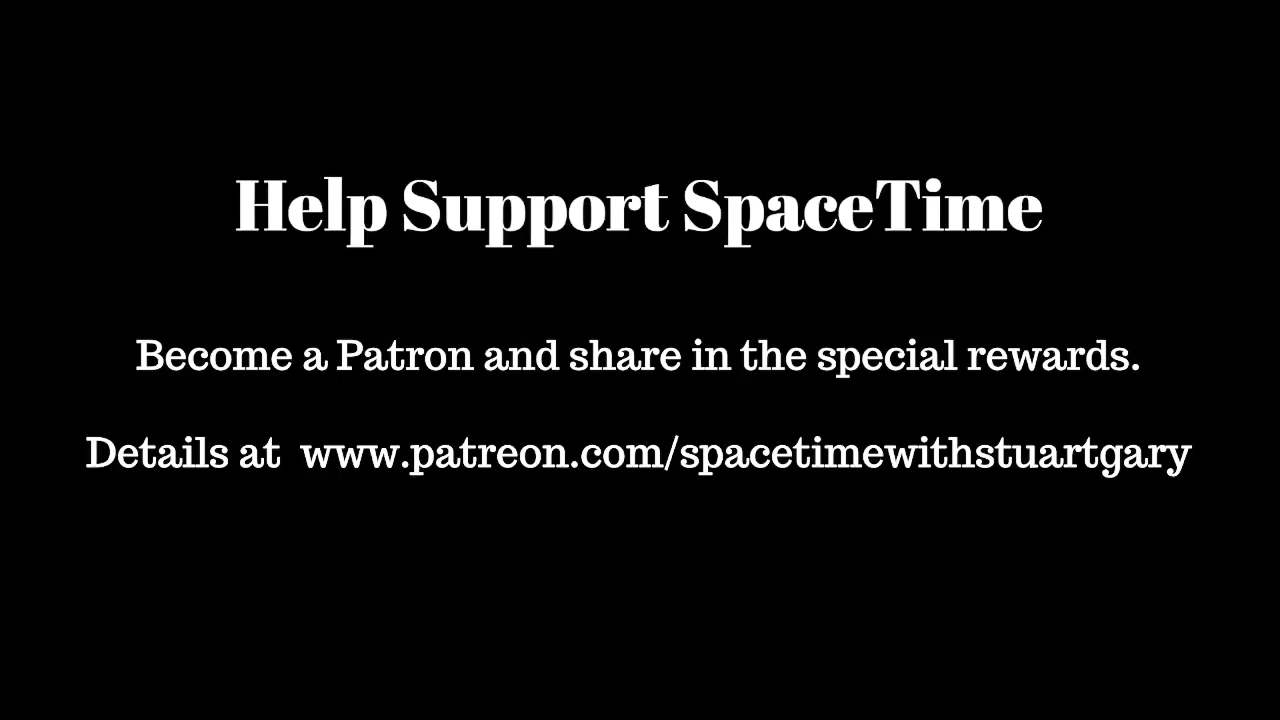 Help Support SpaceTime
Become a Patron and share in the special rewards.
Details at  www.patreon.com/spacetimewithstuartgary